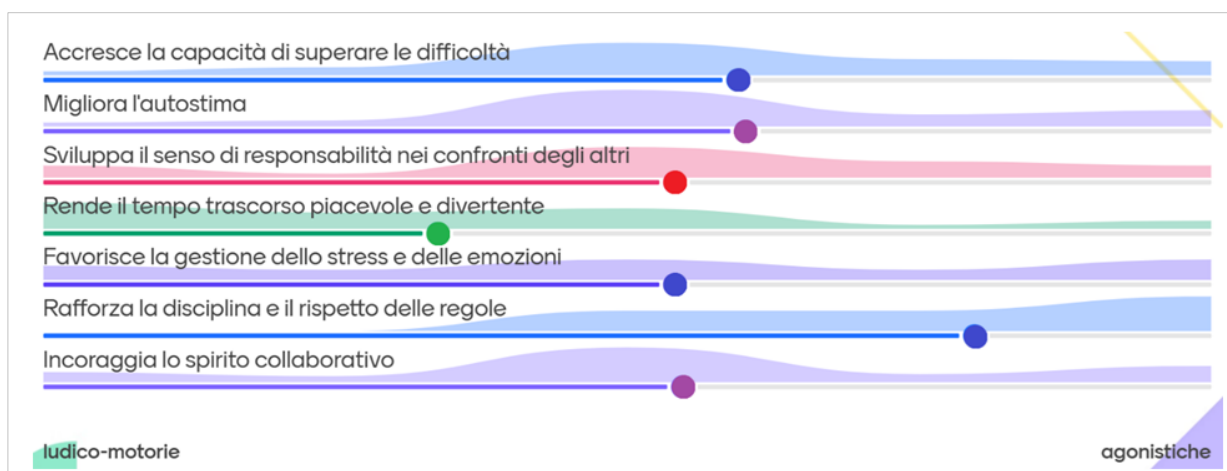 Accresce la capacità di superare le difficoltà
Migliora l'autostima
Sviluppa il senso di responsabilità nei confronti degli altri
Rende il tempo trascorso piacevole e divertente
Favorisce la gestione dello stress e delle emozioni
Rafforza la disciplina e il rispetto delle regole
Incoraggia lo spirito collaborativo
ludico-motorie
agonistiche